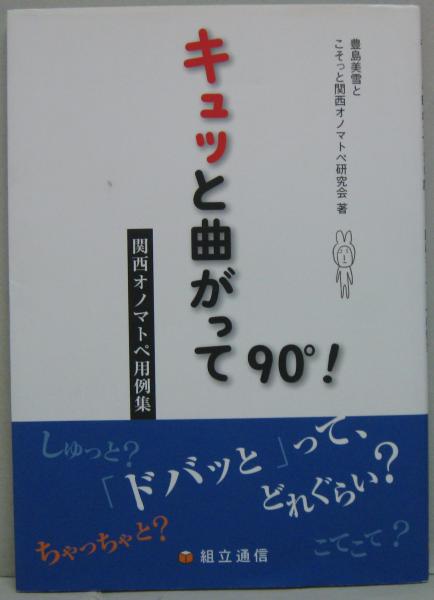 豊島美雪と
こそっと関西オノマトペ研究会 著
キュッと曲がって
90°!
関西オノマトペ用例集
しゅっと?
「ドバッと」って、
どれぐらい?
ちゃっちゃと?
こてこて?
組立通信